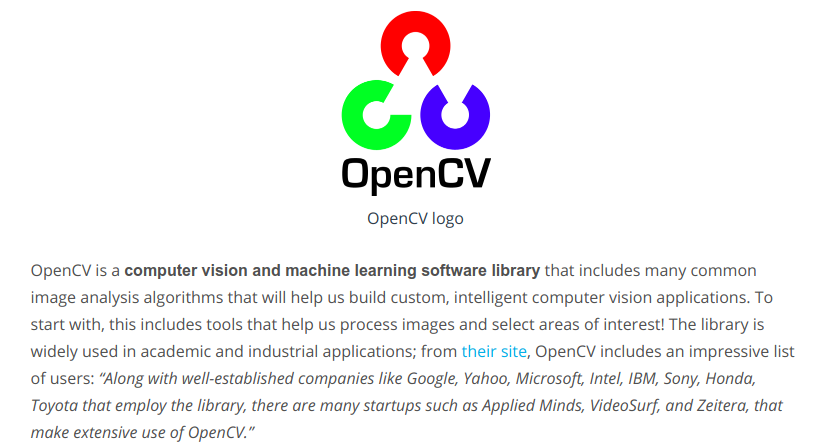 OpenCV
OpenCV logo
OpenCV is a computer vision and machine learning software library that includes many common
image analysis algorithms that will help us build custom, intelligent computer vision applications. To
start with, this includes tools that help us process images and select areas of interest! The library is
widely used in academic and industrial applications; from their site, OpenCV includes an impressive list
of users: “Along with well-established companies like Google, Yahoo, Microsoft, Intel, IBM, Sony, Honda,
Toyota that employ the library, there are many startups such as Applied Minds, VideoSurf, and Zeitera, that
make extensive use of OpenCV.”